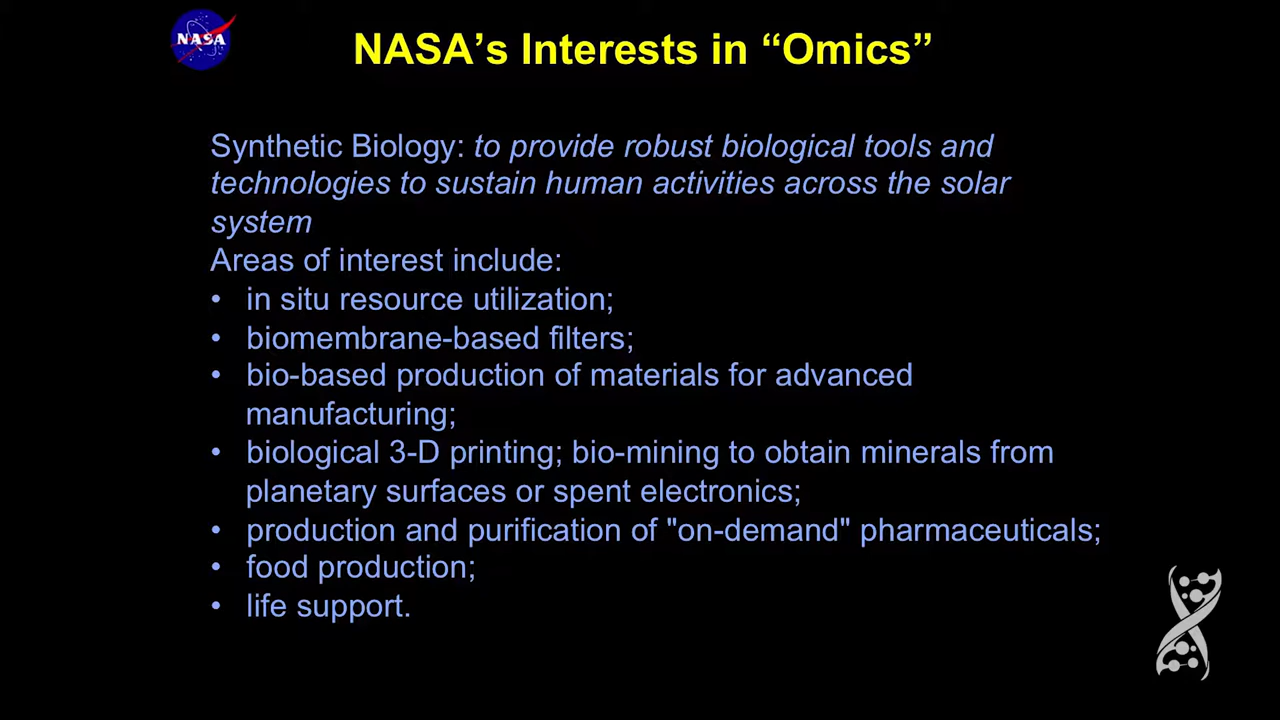 NASA
NASA's Interests in “Omics”
Synthetic Biology: to provide robust biological tools and
technologies to sustain human activities across the solar
system
Areas of interest include:
• in situ resource utilization;
• biomembrane-based filters;
• bio-based production of materials for advanced
manufacturing;
• biological 3-D printing; bio-mining to obtain minerals from
planetary surfaces or spent electronics;
• production and purification of "on-demand" pharmaceuticals;
• food production;
• life support.